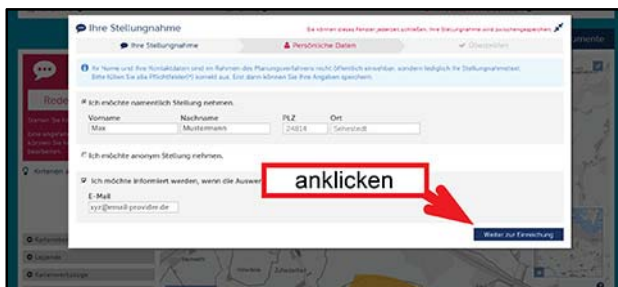 Ihre Stellungnahme
Sie können dieses Fenster jederzeit schließen. Ihre Stellungnahme wird zwischengespeichert.
Ihre Stellungnahme
Persönliche Daten
Überprüfen
Ihr Name und Ihre Kontaktdaten sind im Rahmen des Planungsverfahrens nicht öffentlich einsehbar, sondern lediglich Ihr Stellungnahmetext.
Bitte füllen Sie alle Pflichtfelder(*) korrekt aus. Erst dann können Sie Ihre Angaben speichern.
Ich möchte namentlich Stellung nehmen.
Vorname Nachname PLZ Ort
Max Mustermann 24814 Sehestedt
Ich möchte anonym Stellung nehmen.
Ich möchte informiert werden, wenn die Auswer
anklicken
E-Mail
xyz@email-provider.de
Weiter zur Einreichung
Rede
Legende
Kartenwerkzeuge